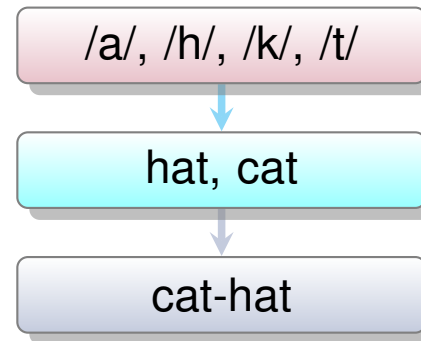 /a/, /h/, /k/, /t/
hat, cat
cat-hat